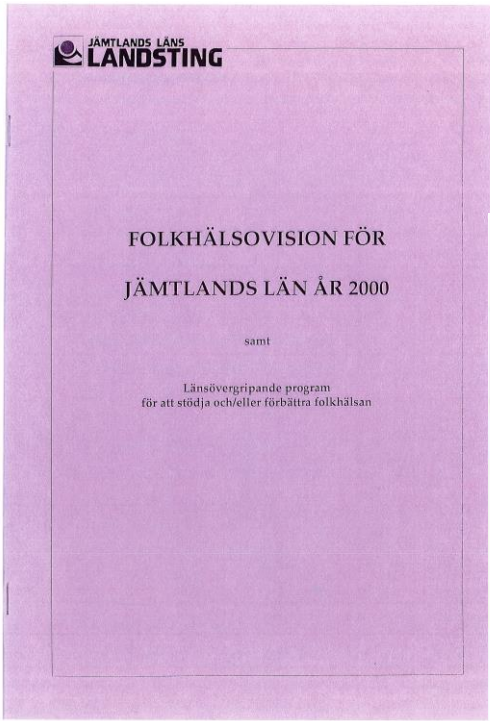 JÄMTLANDS LÄNS
LANDSTING
FOLKHÄLSOVISION FÖR
JÄMTLANDS LÄN ÅR 2000
samt
Länsövergripande program
för att stödja och/eller förbättra folkhälsan